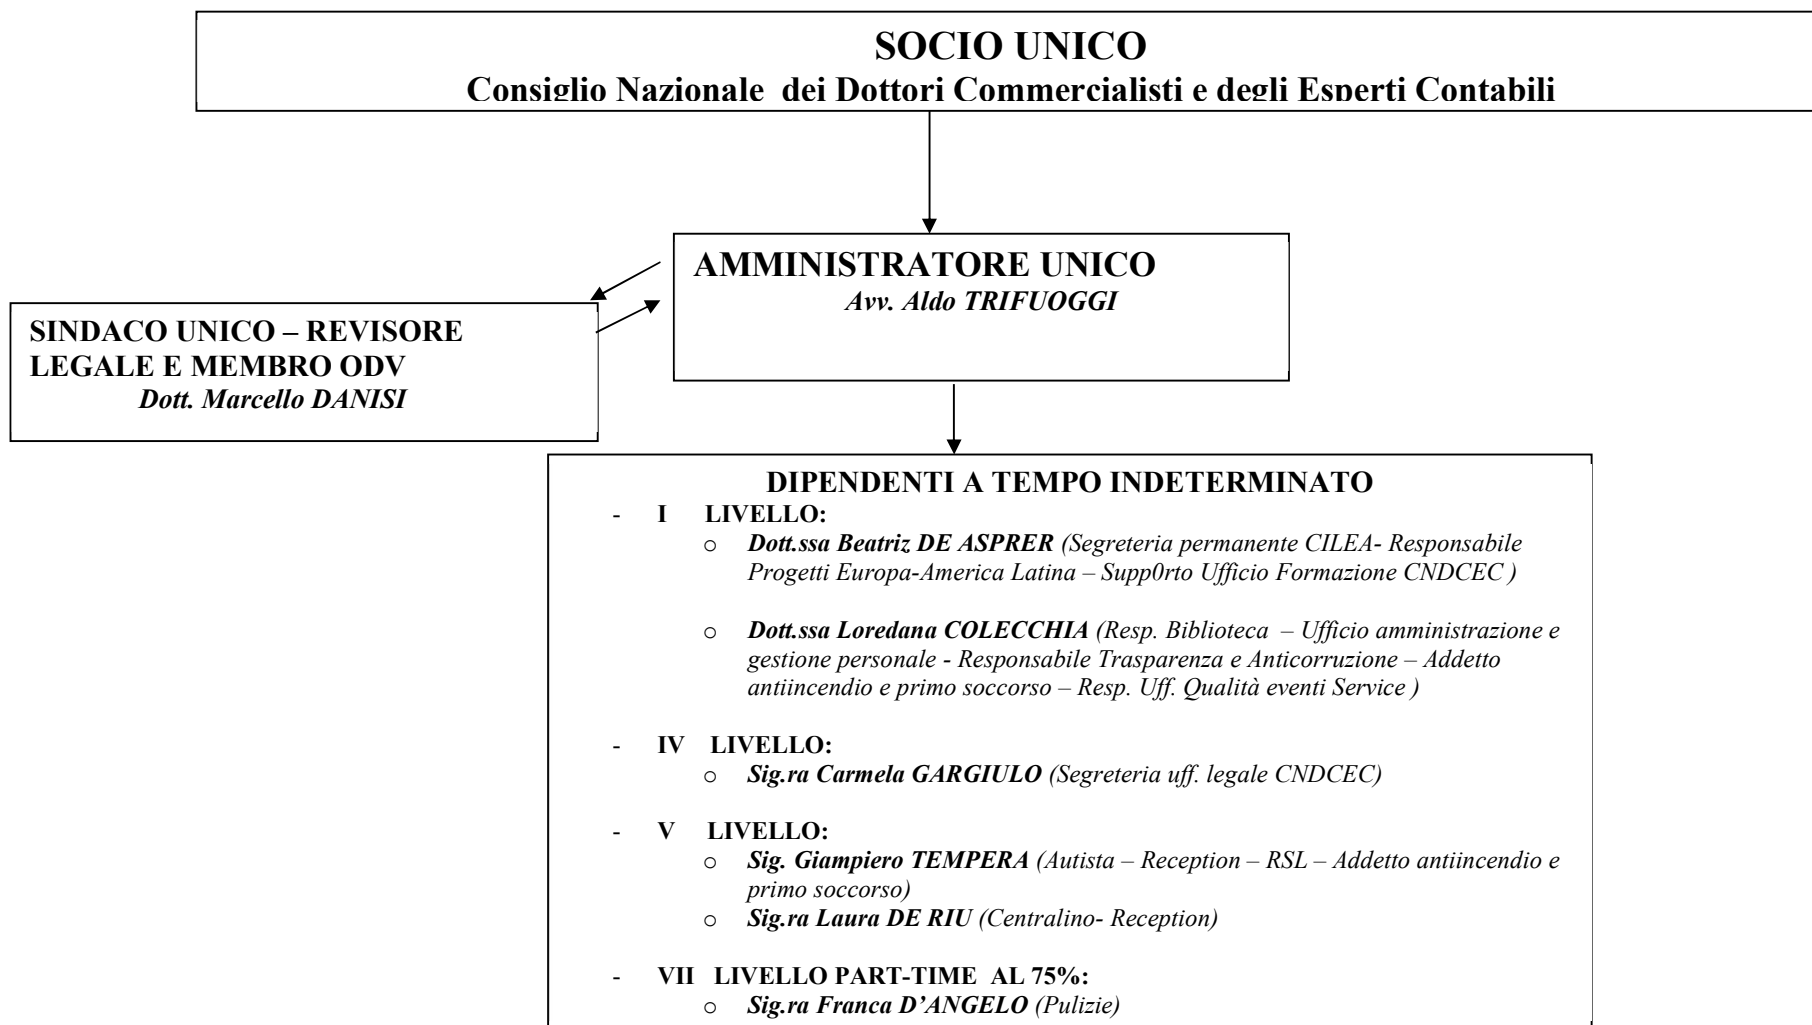 SOCIO UNICO
Consiglio Nazionale dei Dottori Commercialisti e degli Esperti Contabili
AMMINISTRATORE UNICO
Avv. Aldo TRIFUOGGI
SINDACO UNICO – REVISORE
LEGALE E MEMBRO ODV
Dott. Marcello DANISI
DIPENDENTI A TEMPO INDETERMINATO
- I LIVELLO:
o Dott.ssa Beatriz DE ASPRER (Segreteria permanente CILEA- Responsabile
Progetti Europa-America Latina – Supp0rto Ufficio Formazione CNDCEC )
o Dott.ssa Loredana COLECCHIA (Resp. Biblioteca – Ufficio amministrazione e
gestione personale - Responsabile Trasparenza e Anticorruzione – Addetto
antiincendio e primo soccorso – Resp. Uff. Qualità eventi Service )
- IV LIVELLO:
o Sig.ra Carmela GARGIULO (Segreteria uff. legale CNDCEC)
- V LIVELLO:
o Sig. Giampiero TEMPERA (Autista – Reception – RSL – Addetto antiincendio e
primo soccorso)
o Sig.ra Laura DE RIU (Centralino- Reception)
- VII LIVELLO PART-TIME AL 75%:
o Sig.ra Franca D’ANGELO (Pulizie)